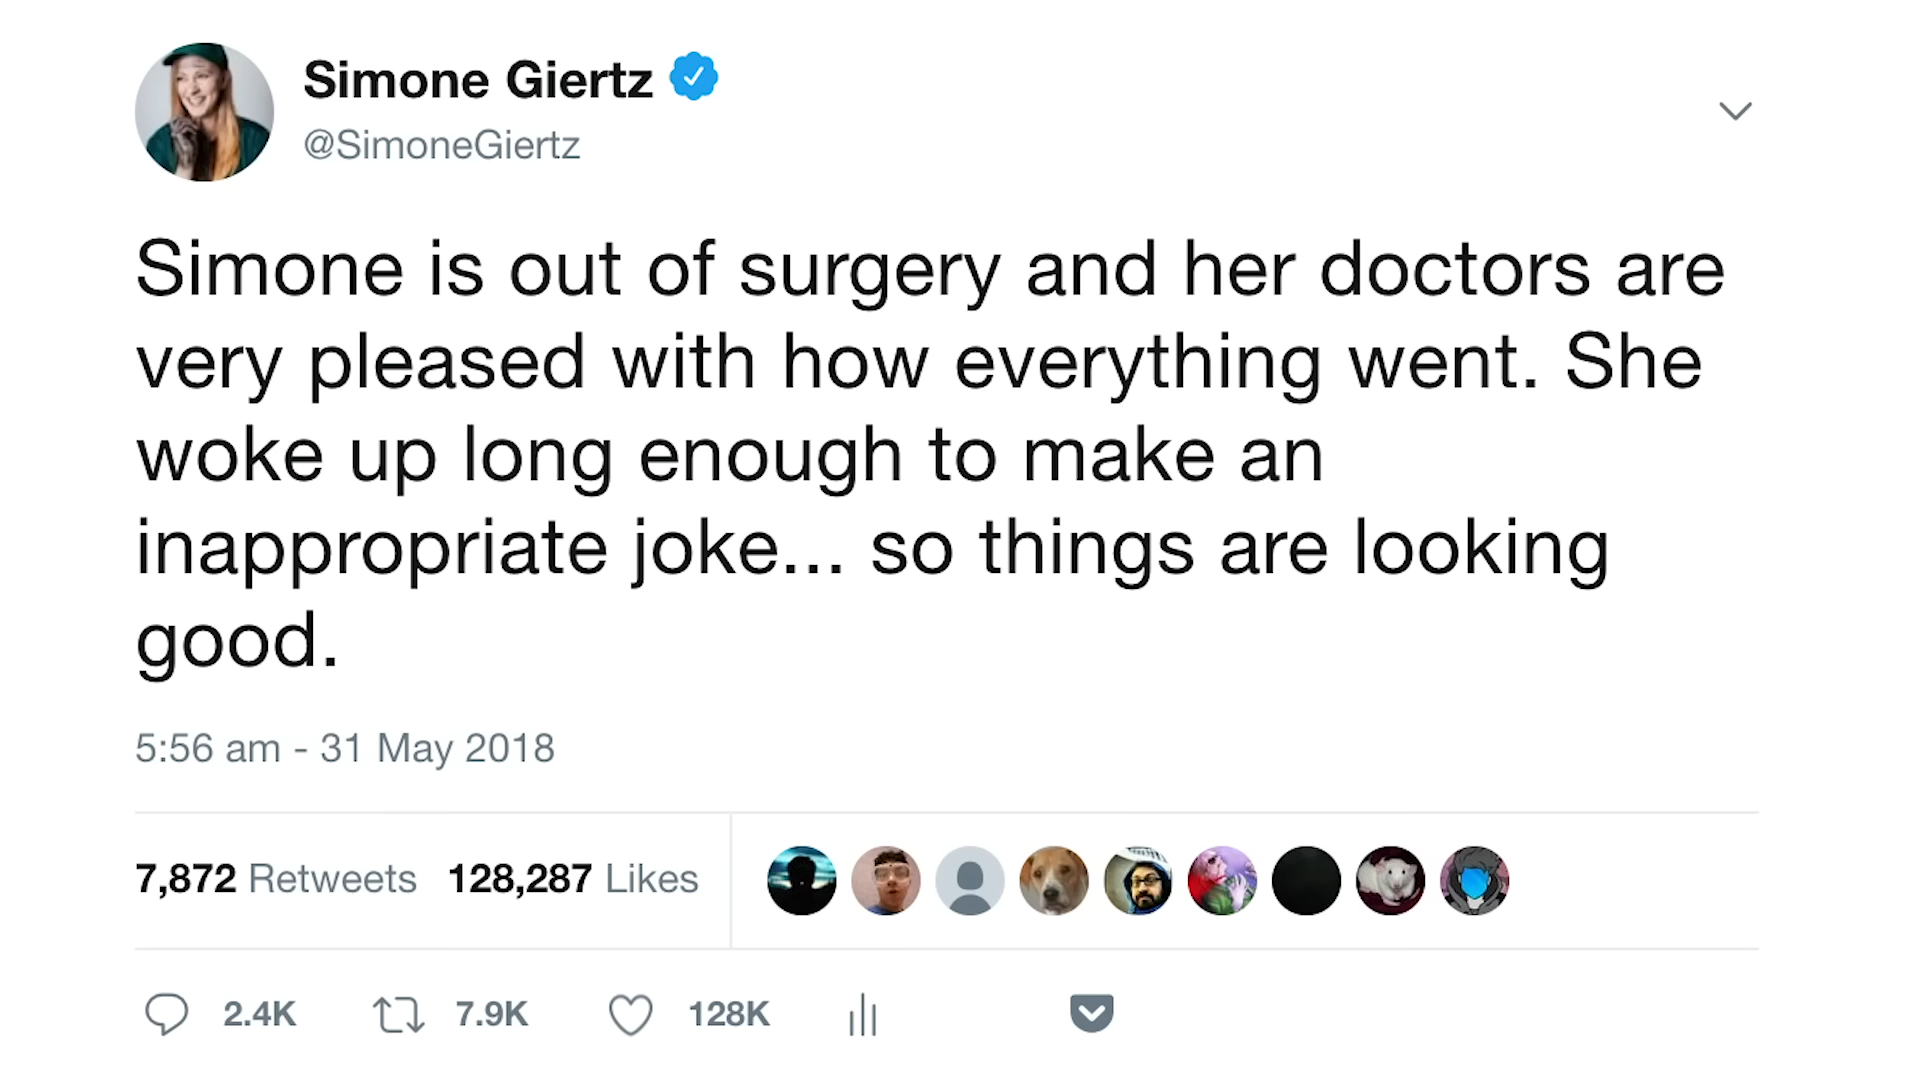 Simone Giertz
@SimoneGiertz
Simone is out of surgery and her doctors are
very pleased with how everything went. She
woke up long enough to make an
inappropriate joke... so things are looking
good.
5:56 am - 31 May 2018
7,872 Retweets 128,287 Likes
2.4K 7.9K 128K